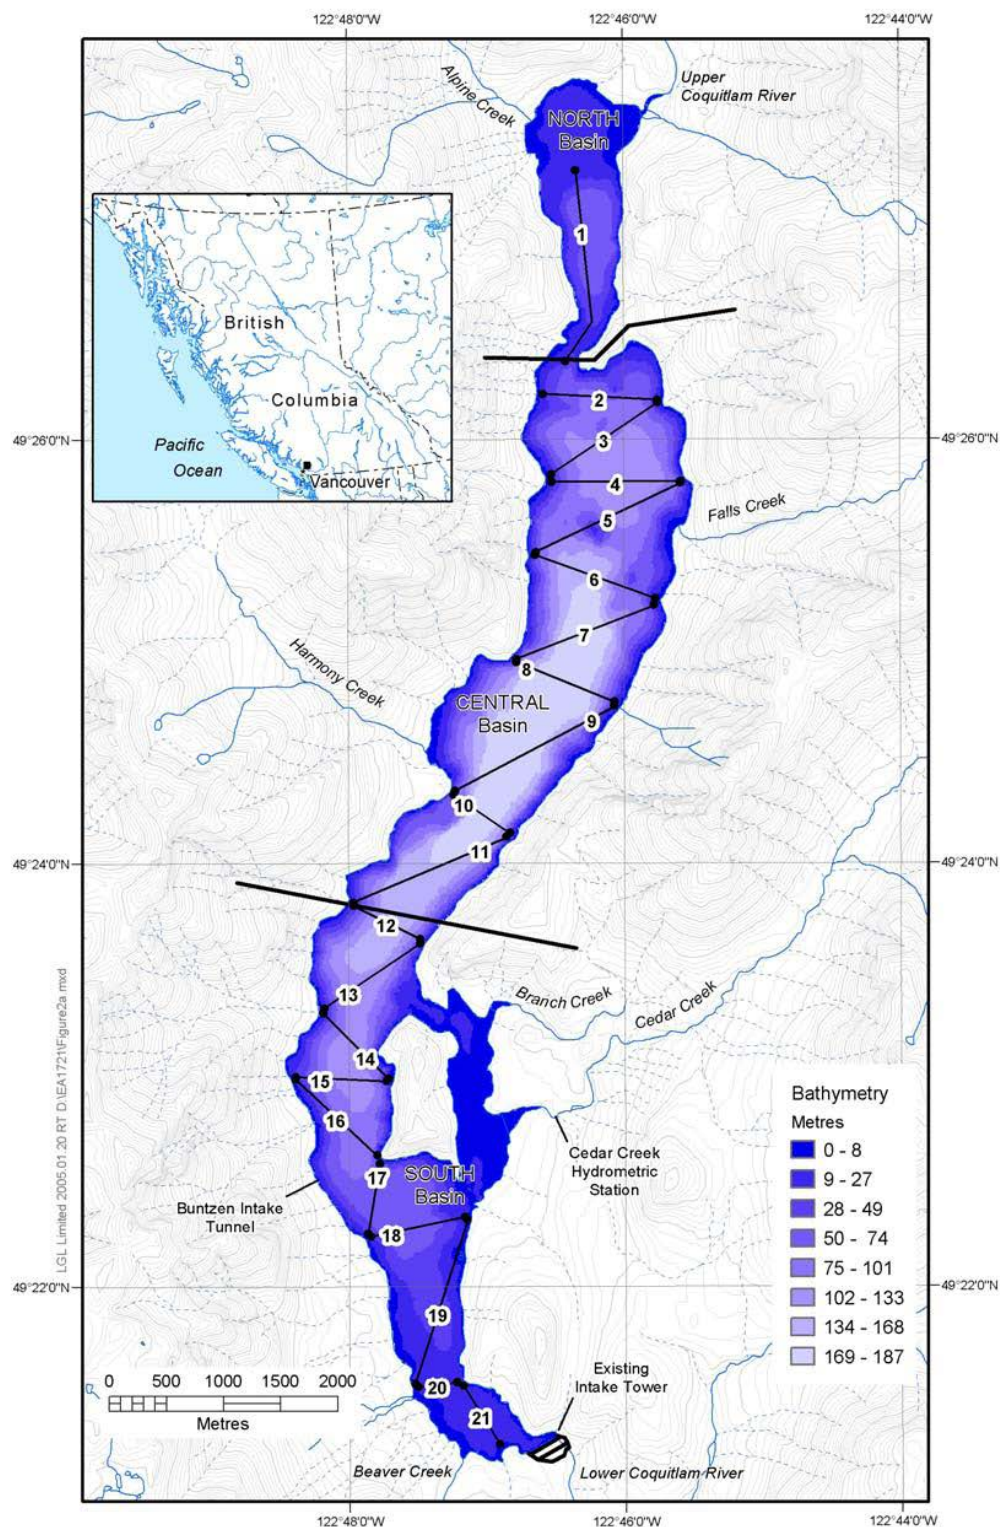 122°48'0"W
122°46'0"W
122°44'0"W
Alpine Creek
Upper
Coquitlam River
NORTH
Basin
1
British
Columbia
Pacific
Ocean
Vancouver
2
49°26'0"N
3
49°26'0"N
4
Falls Creek
5
6
7
Harmony Creek
8
CENTRAL
Basin
9
10
11
49°24'0"N
49°24'0"N
12
13
Branch Creek
Cedar Creek
14
15
16
Cedar Creek
Hydrometric
Station
17
SOUTH
Basin
Buntzen Intake
Tunnel
18
49°22'0"N
49°22'0"N
19
20
21
Existing
Intake Tower
Beaver Creek
Lower Coquitlam River
Bathymetry
Metres
0 - 8
9 - 27
28 - 49
50 - 74
75 - 101
102 - 133
134 - 168
169 - 187
0 500 1000 1500 2000
Metres
LGL Limited 2005.01.20 RT D:\EA1721\Figure2a mxd
122°48'0"W
122°46'0"W
122°44'0"W